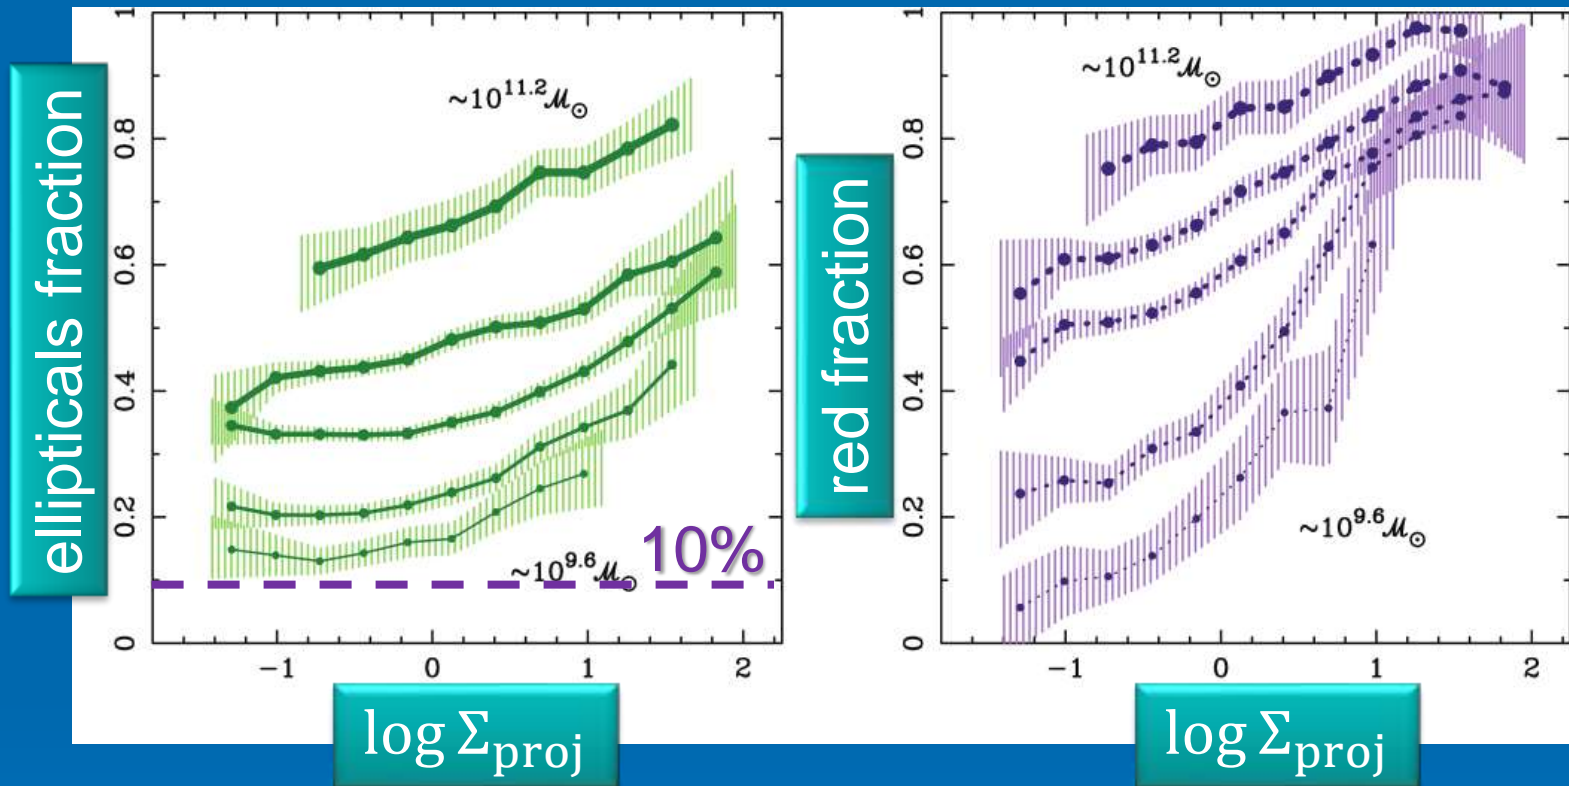 ellipticals fraction
1
0.8
0.6
0.4
0.2
0
~10^11.2 ℳ⊙
~10^9.6 ℳ⊙
10%
−1 0 1 2
log Σproj
red fraction
1
0.8
0.6
0.4
0.2
0
~10^11.2 ℳ⊙
~10^9.6 ℳ⊙
−1 0 1 2
log Σproj